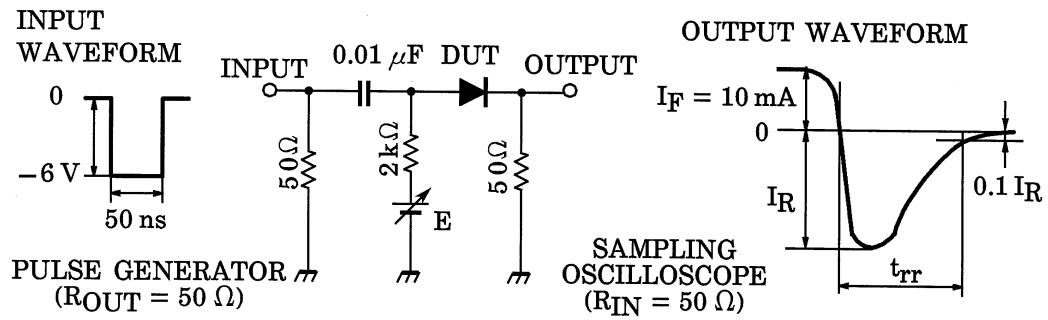 INPUT
WAVEFORM
0
−6 V
50 ns
PULSE GENERATOR
(ROUT = 50 Ω)
INPUT
0.01 μF
DUT
OUTPUT
50Ω
2kΩ
E
50Ω
SAMPLING
OSCILLOSCOPE
(RIN = 50 Ω)
OUTPUT WAVEFORM
IF = 10 mA
0
IR
0.1 IR
trr